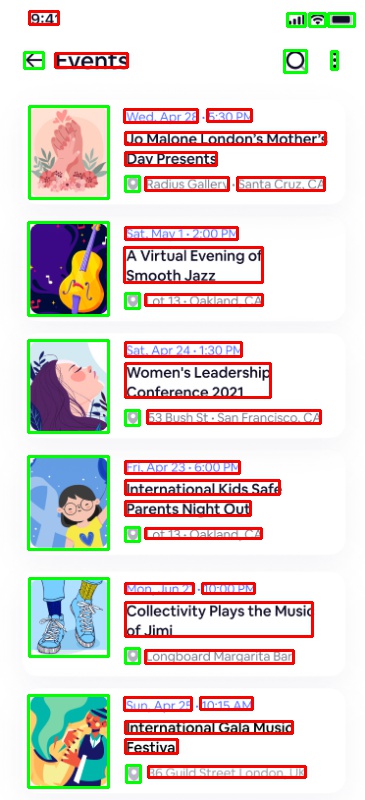 9:41
Events
Wed, Apr 28 • 5:30 PM
Jo Malone London's Mother's
Day Presents
Radius Gallery • Santa Cruz, CA
Sat, May 1 • 2:00 PM
A Virtual Evening of
Smooth Jazz
Lot 13 • Oakland, CA
Sat, Apr 24 • 1:30 PM
Women's Leadership
Conference 2021
53 Bush St • San Francisco, CA
Fri, Apr 23 • 6:00 PM
International Kids Safe
Parents Night Out
Lot 13 • Oakland, CA
Mon, Jun 21 • 10:00 PM
Collectivity Plays the Music
of Jimi
Longboard Margarita Bar
Sun, Apr 25 • 10:15 AM
International Gala Music
Festival
36 Guild Street London, UK